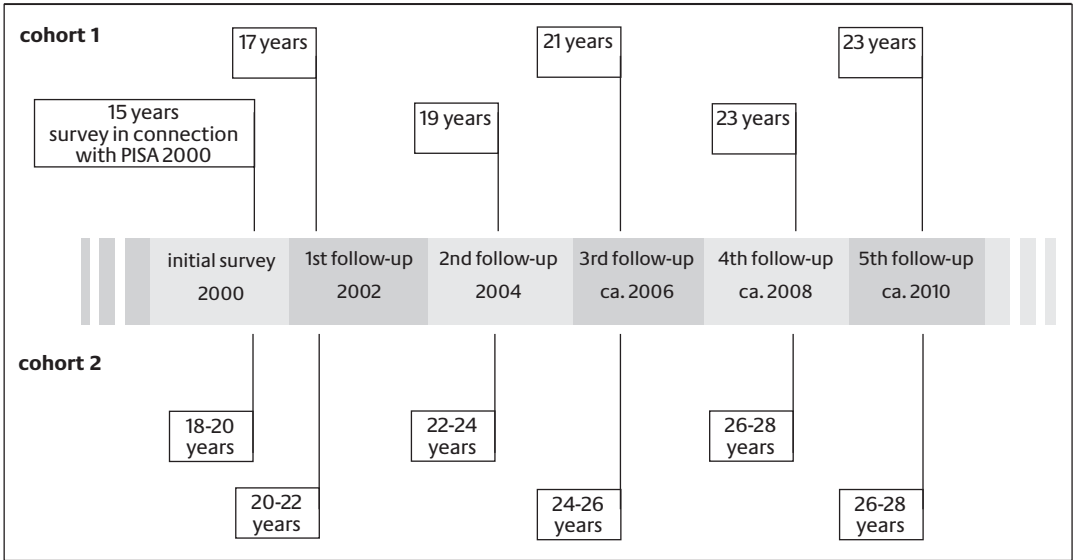 cohort 1
17 years
21 years
23 years
15 years
survey in connection
with PISA 2000
19 years
23 years
initial survey
2000
1st follow-up
2002
2nd follow-up
2004
3rd follow-up
ca. 2006
4th follow-up
ca. 2008
5th follow-up
ca. 2010
cohort 2
18-20
years
22-24
years
26-28
years
20-22
years
24-26
years
26-28
years